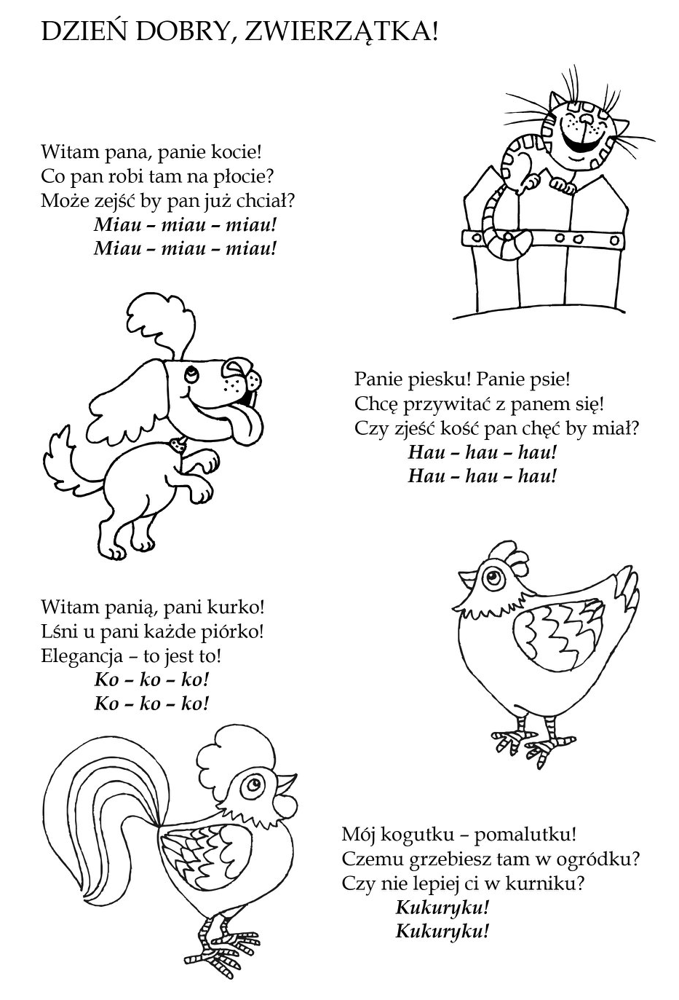 DZIEŃ DOBRY, ZWIERZĄTKA!
Witam pana, panie kocie!
Co pan robi tam na płocie?
Może zejść by pan już chciał?
Miau – miau – miau!
Miau – miau – miau!
Panie piesku! Panie psie!
Chcę przywitać z panem się!
Czy zjeść kość pan chęć by miał?
Hau – hau – hau!
Hau – hau – hau!
Witam panią, pani kurko!
Lśni u pani każde piórko!
Elegancja – to jest to!
Ko – ko – ko!
Ko – ko – ko!
Mój kogutku – pomalutku!
Czemu grzebiesz tam w ogródku?
Czy nie lepiej ci w kurniku?
Kukuryku!
Kukuryku!